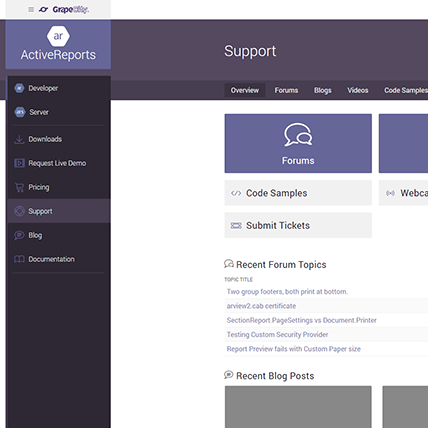 GrapeCity
ar
ActiveReports
Developer
Server
Downloads
Request Live Demo
Pricing
Support
Blog
Documentation
Support
Overview Forums Blogs Videos Code Samples
Forums
Code Samples
Webca
Submit Tickets
Recent Forum Topics
TOPIC TITLE
Two group footers, both print at bottom.
arview2.cab certificate
SectionReport PageSettings vs Document.Printer
Testing Custom Security Provider
Report Preview fails with Custom Paper size
Recent Blog Posts